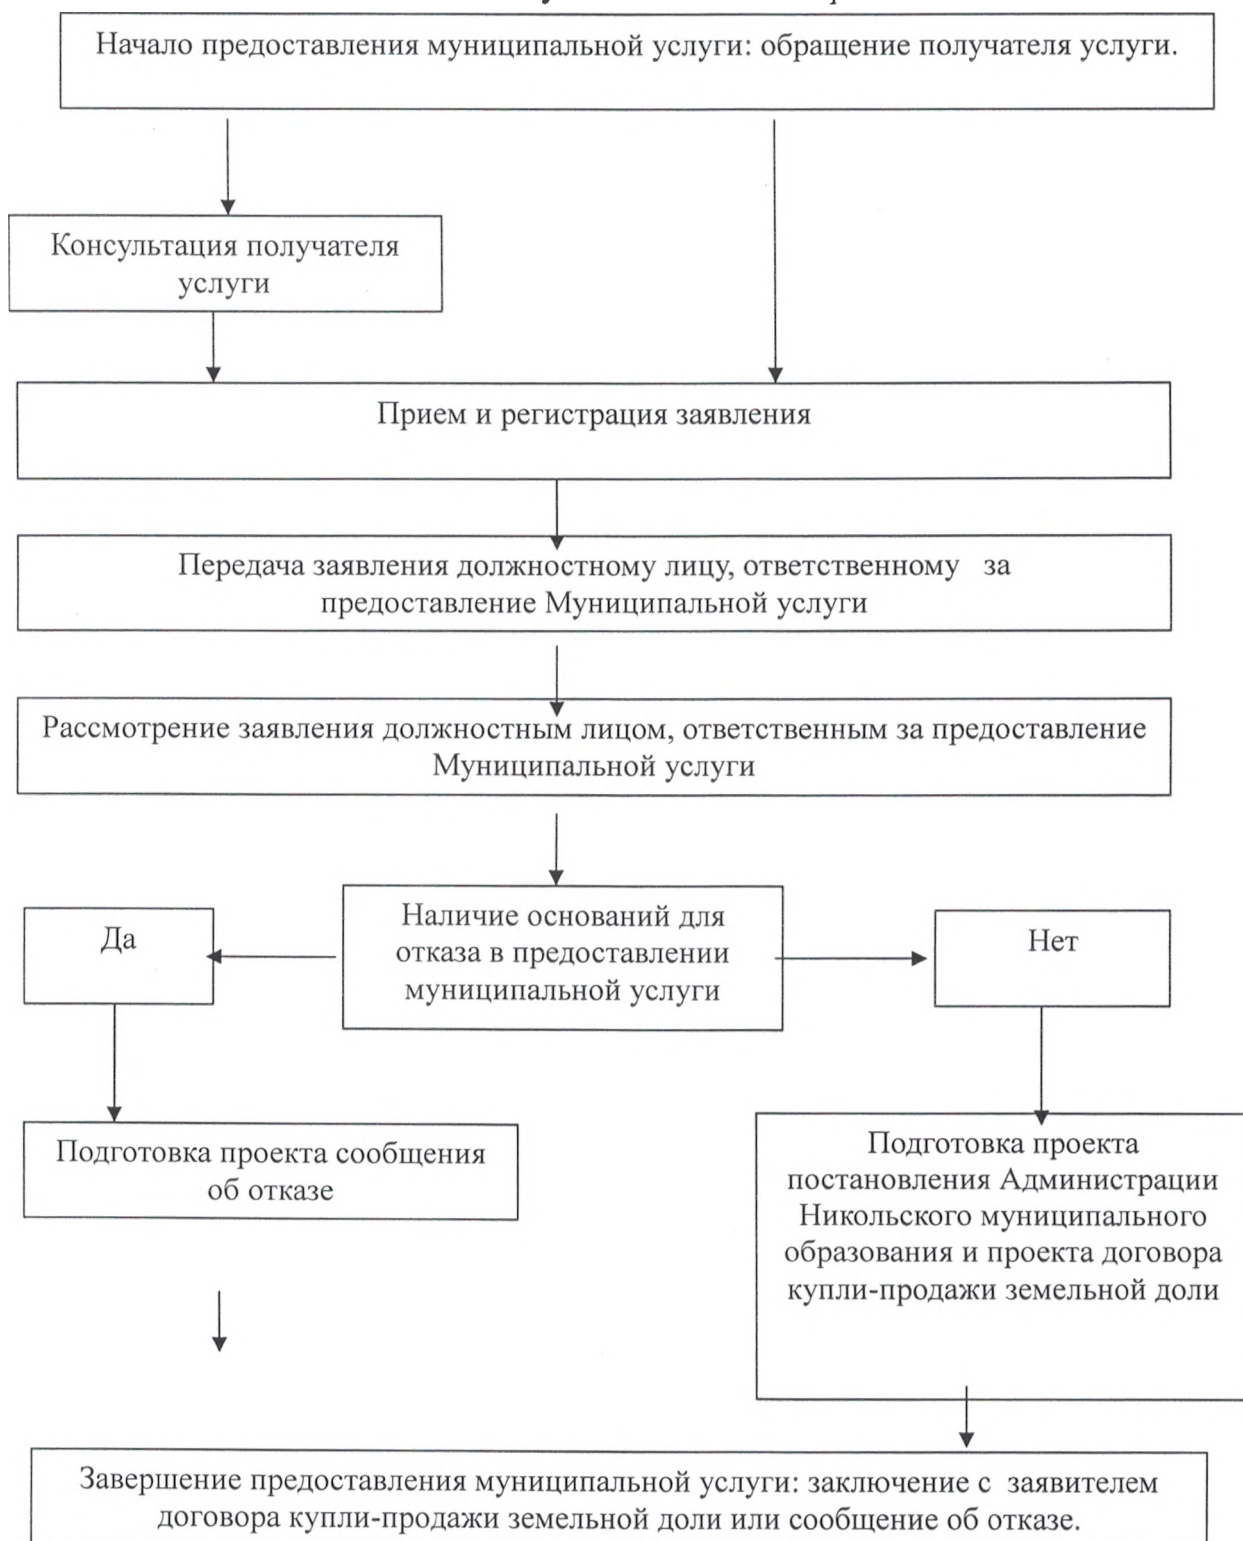 Начало предоставления муниципальной услуги: обращение получателя услуги.
Консультация получателя
услуги
Прием и регистрация заявления
Передача заявления должностному лицу, ответственному за
предоставление Муниципальной услуги
Рассмотрение заявления должностным лицом, ответственным за предоставление
Муниципальной услуги
Да
Наличие оснований для
отказа в предоставлении
муниципальной услуги
Нет
Подготовка проекта сообщения
об отказе
Подготовка проекта
постановления Администрации
Никольского муниципального
образования и проекта договора
купли-продажи земельной доли
Завершение предоставления муниципальной услуги: заключение с заявителем
договора купли-продажи земельной доли или сообщение об отказе.